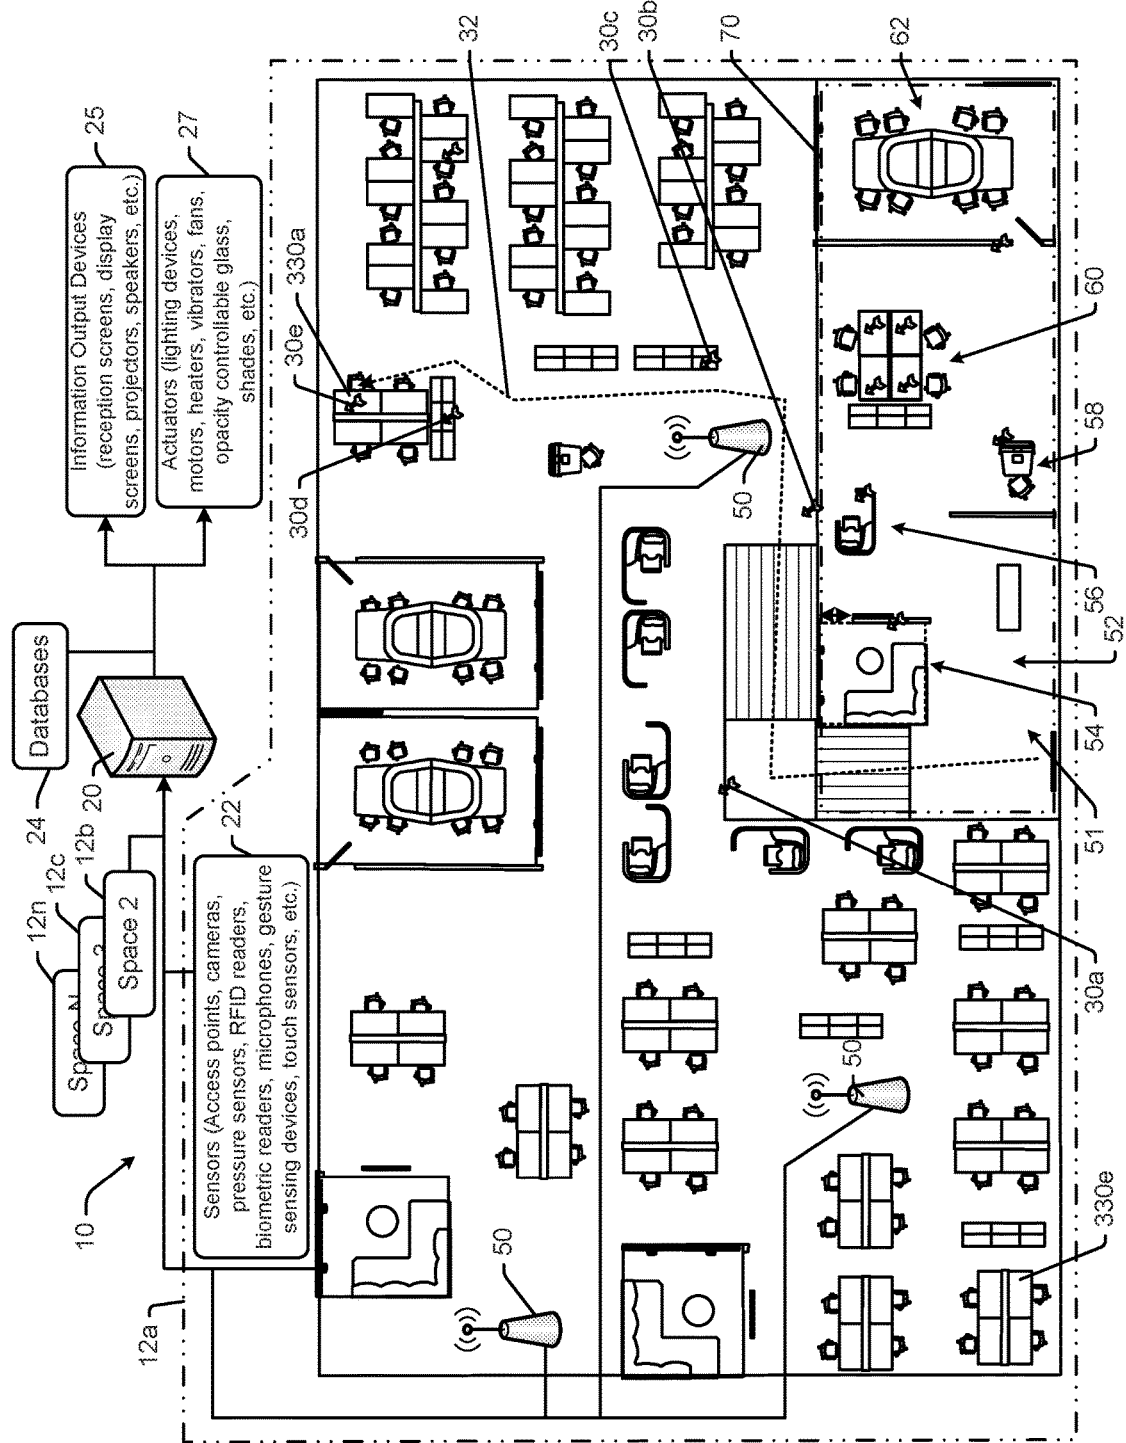 10
12a
12n
12c
12b
Space N
Space 3
Space 2
24
Databases
20
22
Sensors (Access points, cameras,
pressure sensors, RFID readers,
biometric readers, microphones, gesture
sensing devices, touch sensors, etc.)
25
Information Output Devices
(reception screens, display
screens, projectors, speakers, etc.)
27
Actuators (lighting devices,
motors, heaters, vibrators, fans,
opacity controllable glass,
shades, etc.)
50
30d
30e
330a
32
50
50
30c
30b
70
62
330e
30a
51
54
52
56
58
60